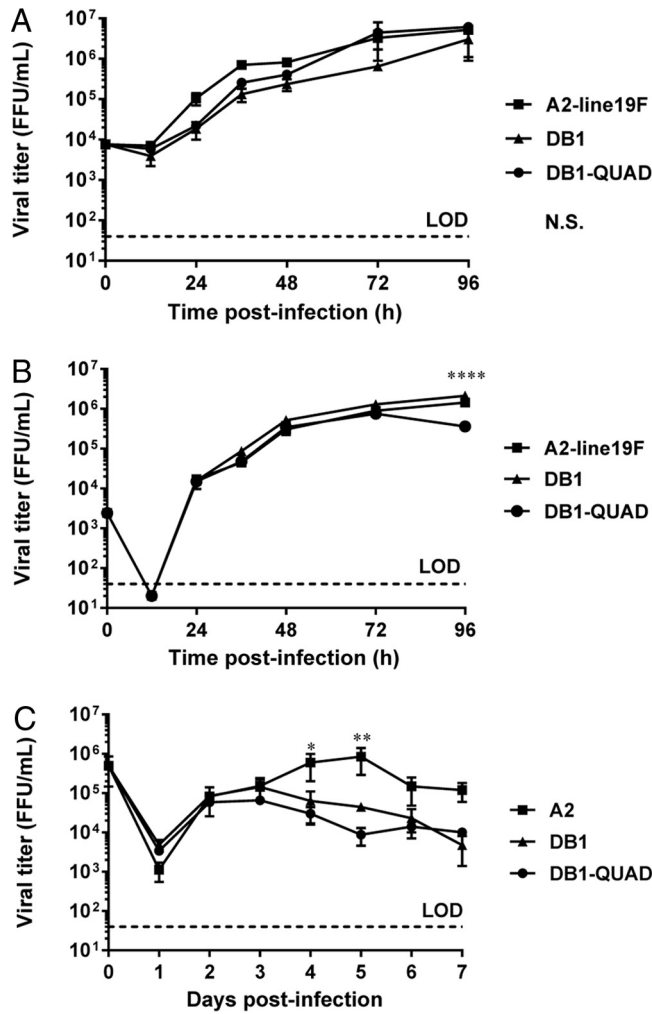 A
Viral titer (FFU/mL)
10⁷
10⁶
10⁵
10⁴
10³
10²
10¹
LOD
0 24 48 72 96
Time post-infection (h)
A2-line19F
DB1
DB1-QUAD
N.S.
B
Viral titer (FFU/mL)
10⁷
10⁶
10⁵
10⁴
10³
10²
10¹
****
LOD
0 24 48 72 96
Time post-infection (h)
A2-line19F
DB1
DB1-QUAD
C
Viral titer (FFU/mL)
10⁷
10⁶
10⁵
10⁴
10³
10²
10¹
* **
LOD
0 1 2 3 4 5 6 7
Days post-infection
A2
DB1
DB1-QUAD